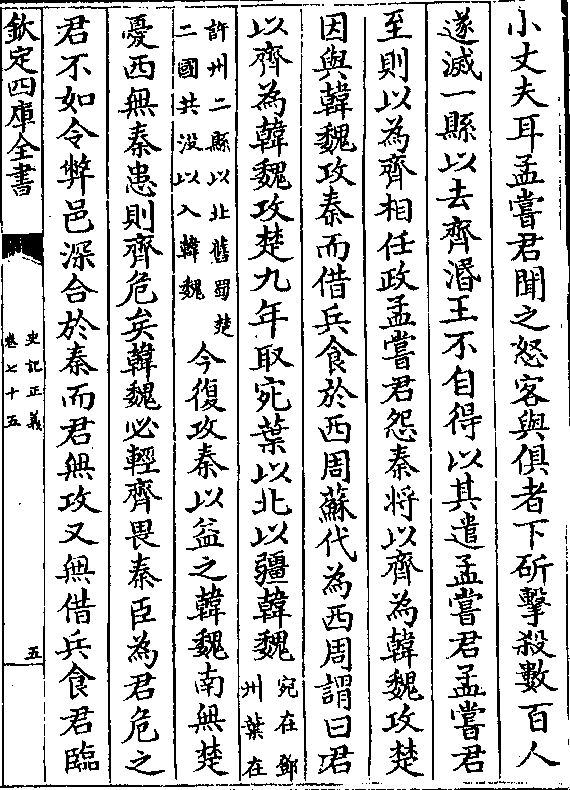 小丈夫耳孟嘗君聞之怒客與俱者下斫擊殺數百人
遂滅一縣以去齊湣王不自得以其遣孟嘗君孟嘗君
至則以為齊相任政孟嘗君怨秦將以齊為韓魏攻楚
因與韓魏攻秦而借兵食於西周蘇代為西周謂曰君
以齊為韓魏攻楚九年取宛葉以北以彊韓魏
宛在鄧
州葉在
許州二縣以北舊蜀楚
二國共没以入韓魏
今復攻秦以益之韓魏南無楚
憂西無秦患則齊危矣韓魏必輕齊畏秦臣為君危之
君不如令弊邑深合於秦而君無攻又無借兵食君臨
欽定四庫全書
史記正義
卷七十五
五